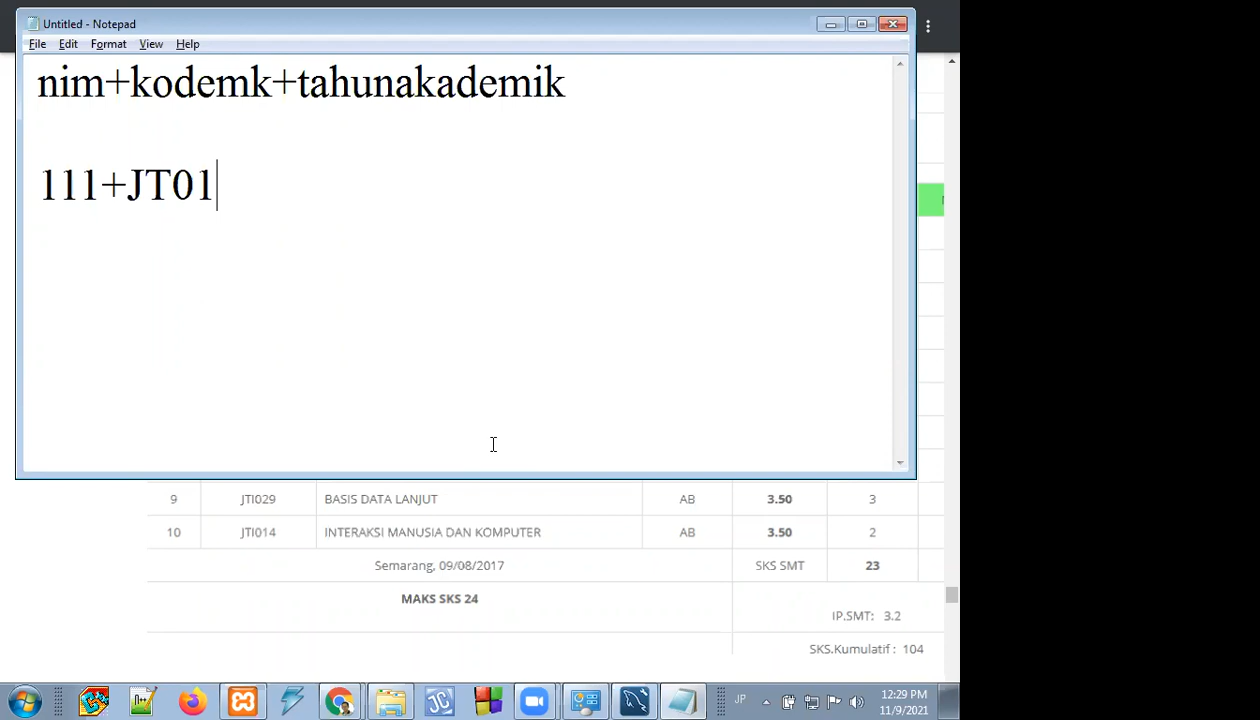 Untitled - Notepad
File Edit Format View Help
nim+kodemk+tahunakademik
111+JT01
9 JTI029 BASIS DATA LANJUT AB 3.50 3
10 JTI014 INTERAKSI MANUSIA DAN KOMPUTER AB 3.50 2
Semarang, 09/08/2017 SKS SMT 23
MAKS SKS 24
IP.SMT: 3.2
SKS.Kumulatif : 104
JP
12:29 PM
11/9/2021